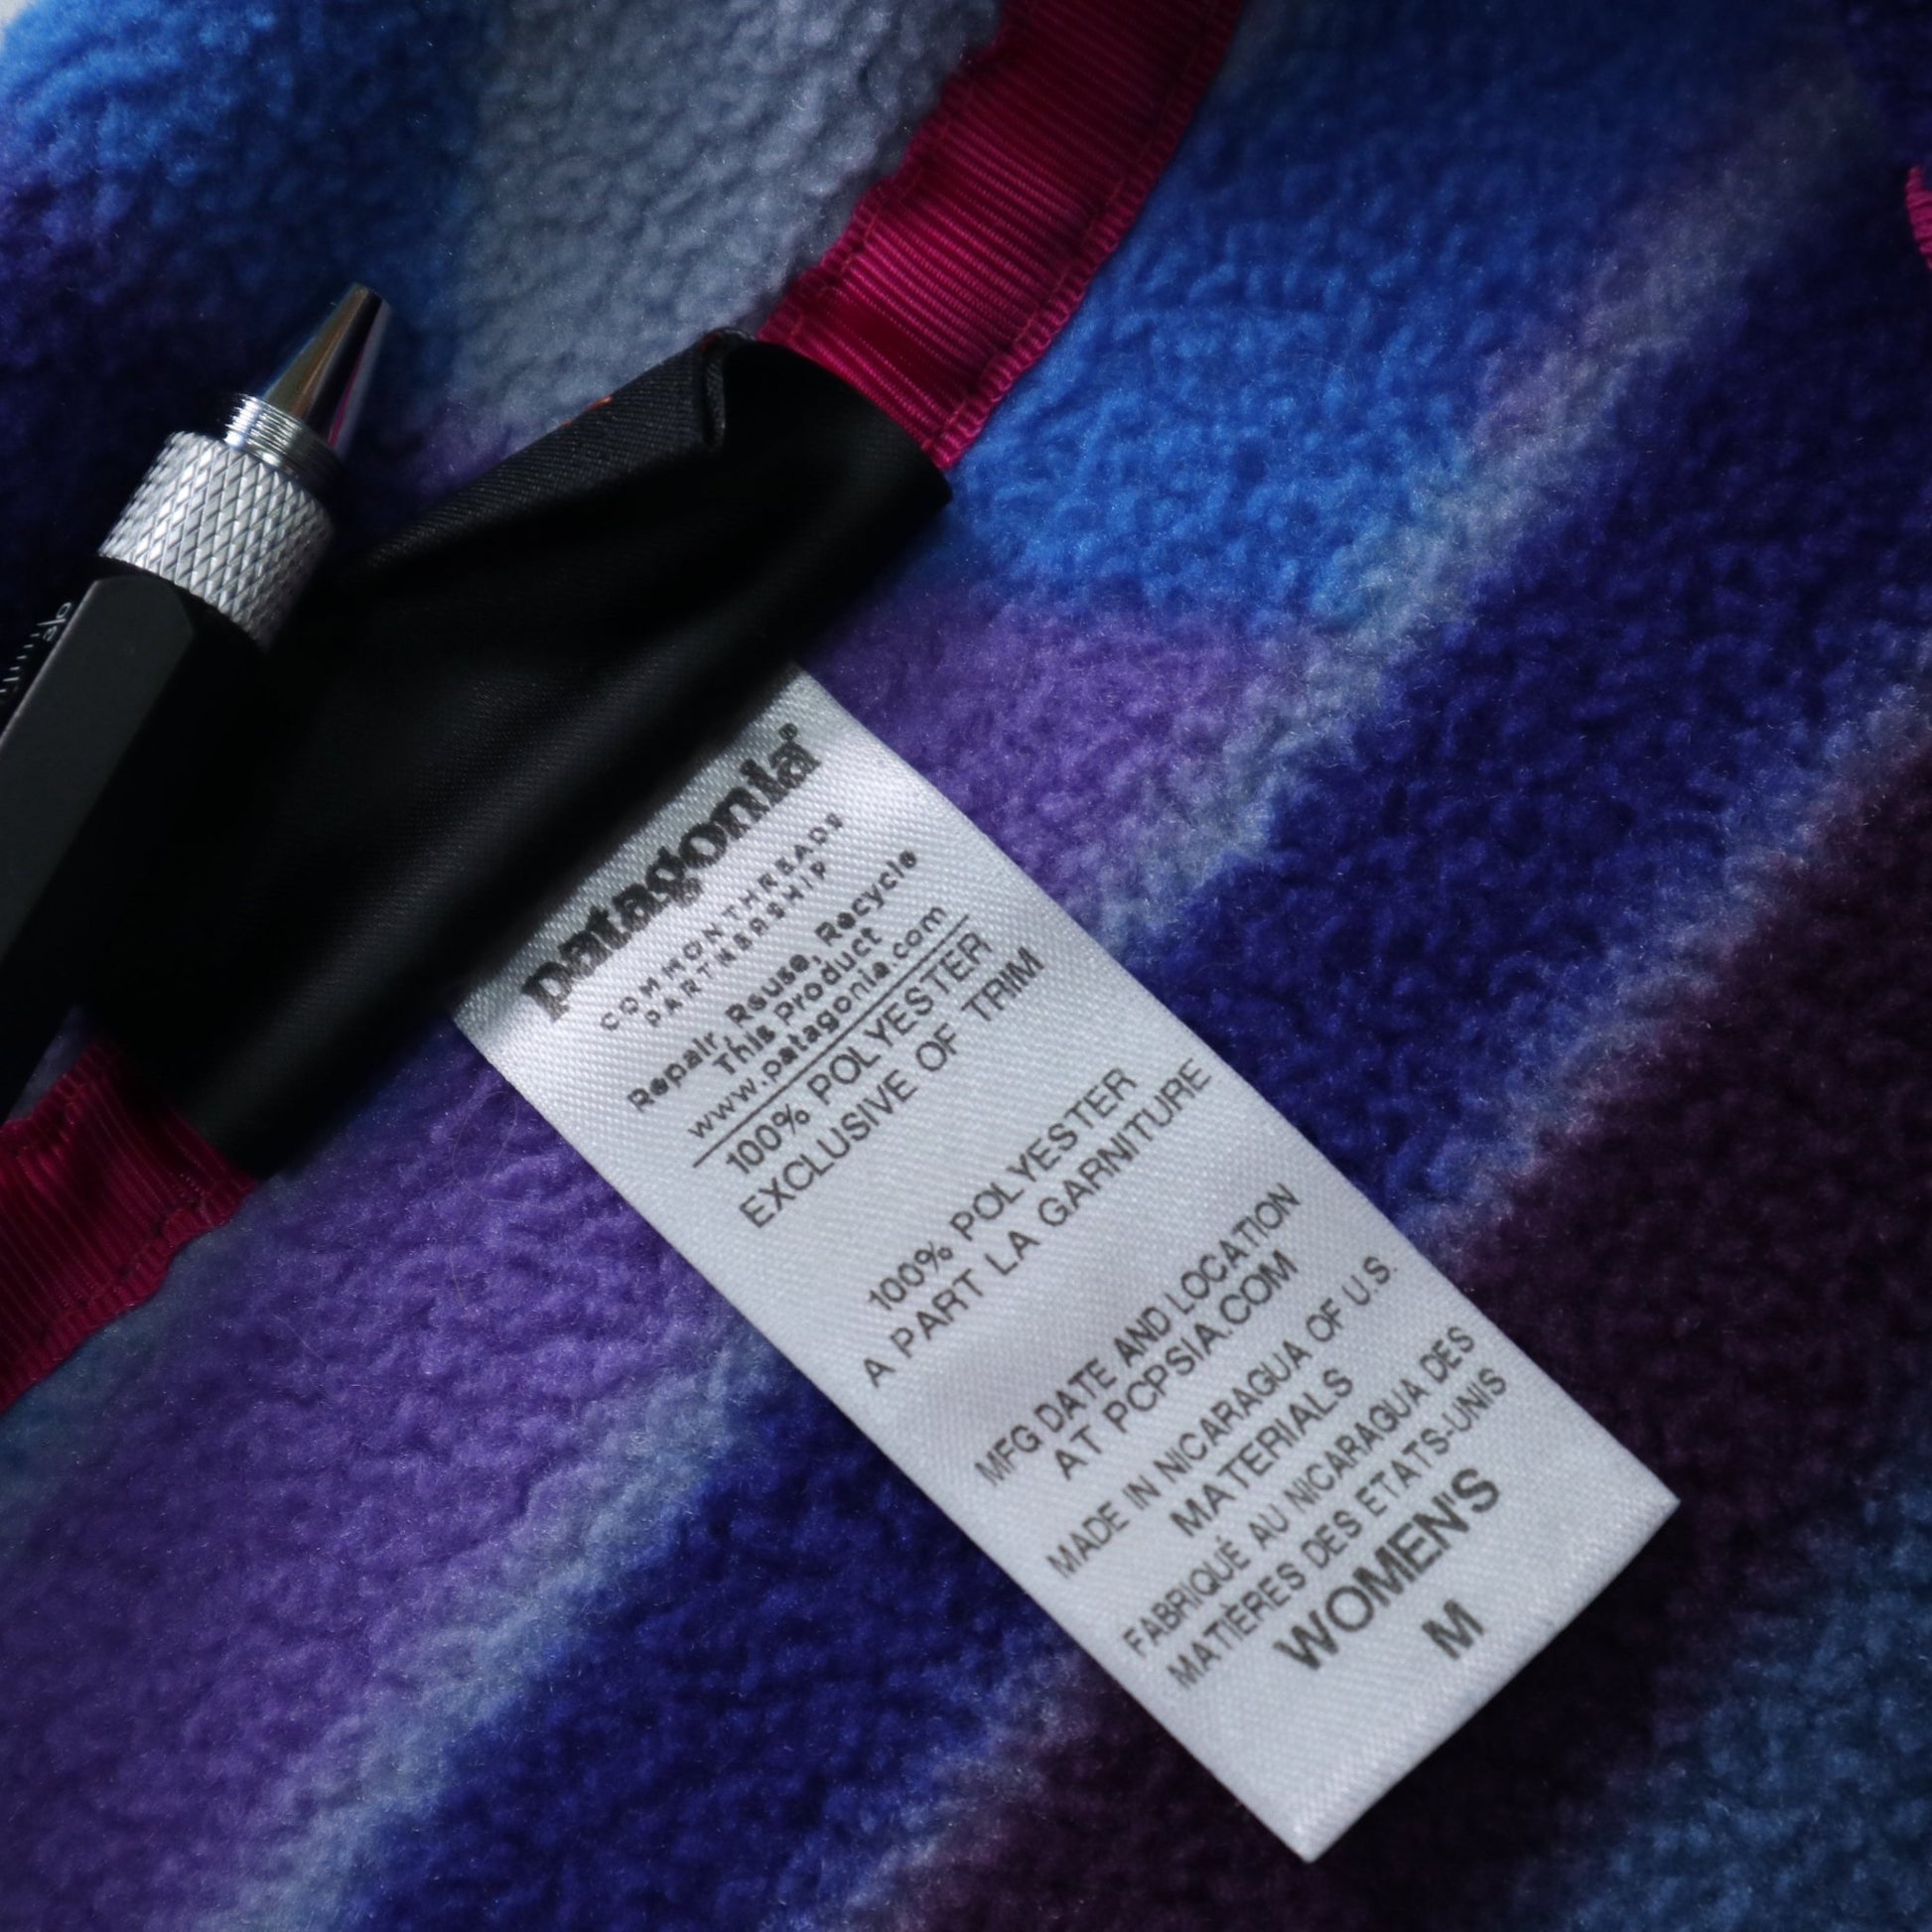 patagonia®
COMMONTHREADS
PARTNERSHIP
Repair, Reuse, Recycle
This Product
www.patagonia.com
100% POLYESTER
EXCLUSIVE OF TRIM
100% POLYESTER
A PART LA GARNITURE
MFG DATE AND LOCATION
AT PCPSIA.COM
MADE IN NICARAGUA OF U.S.
MATERIALS
FABRIQUÉ AU NICARAGUA DES
MATIÈRES DES ETATS-UNIS
WOMEN'S
M